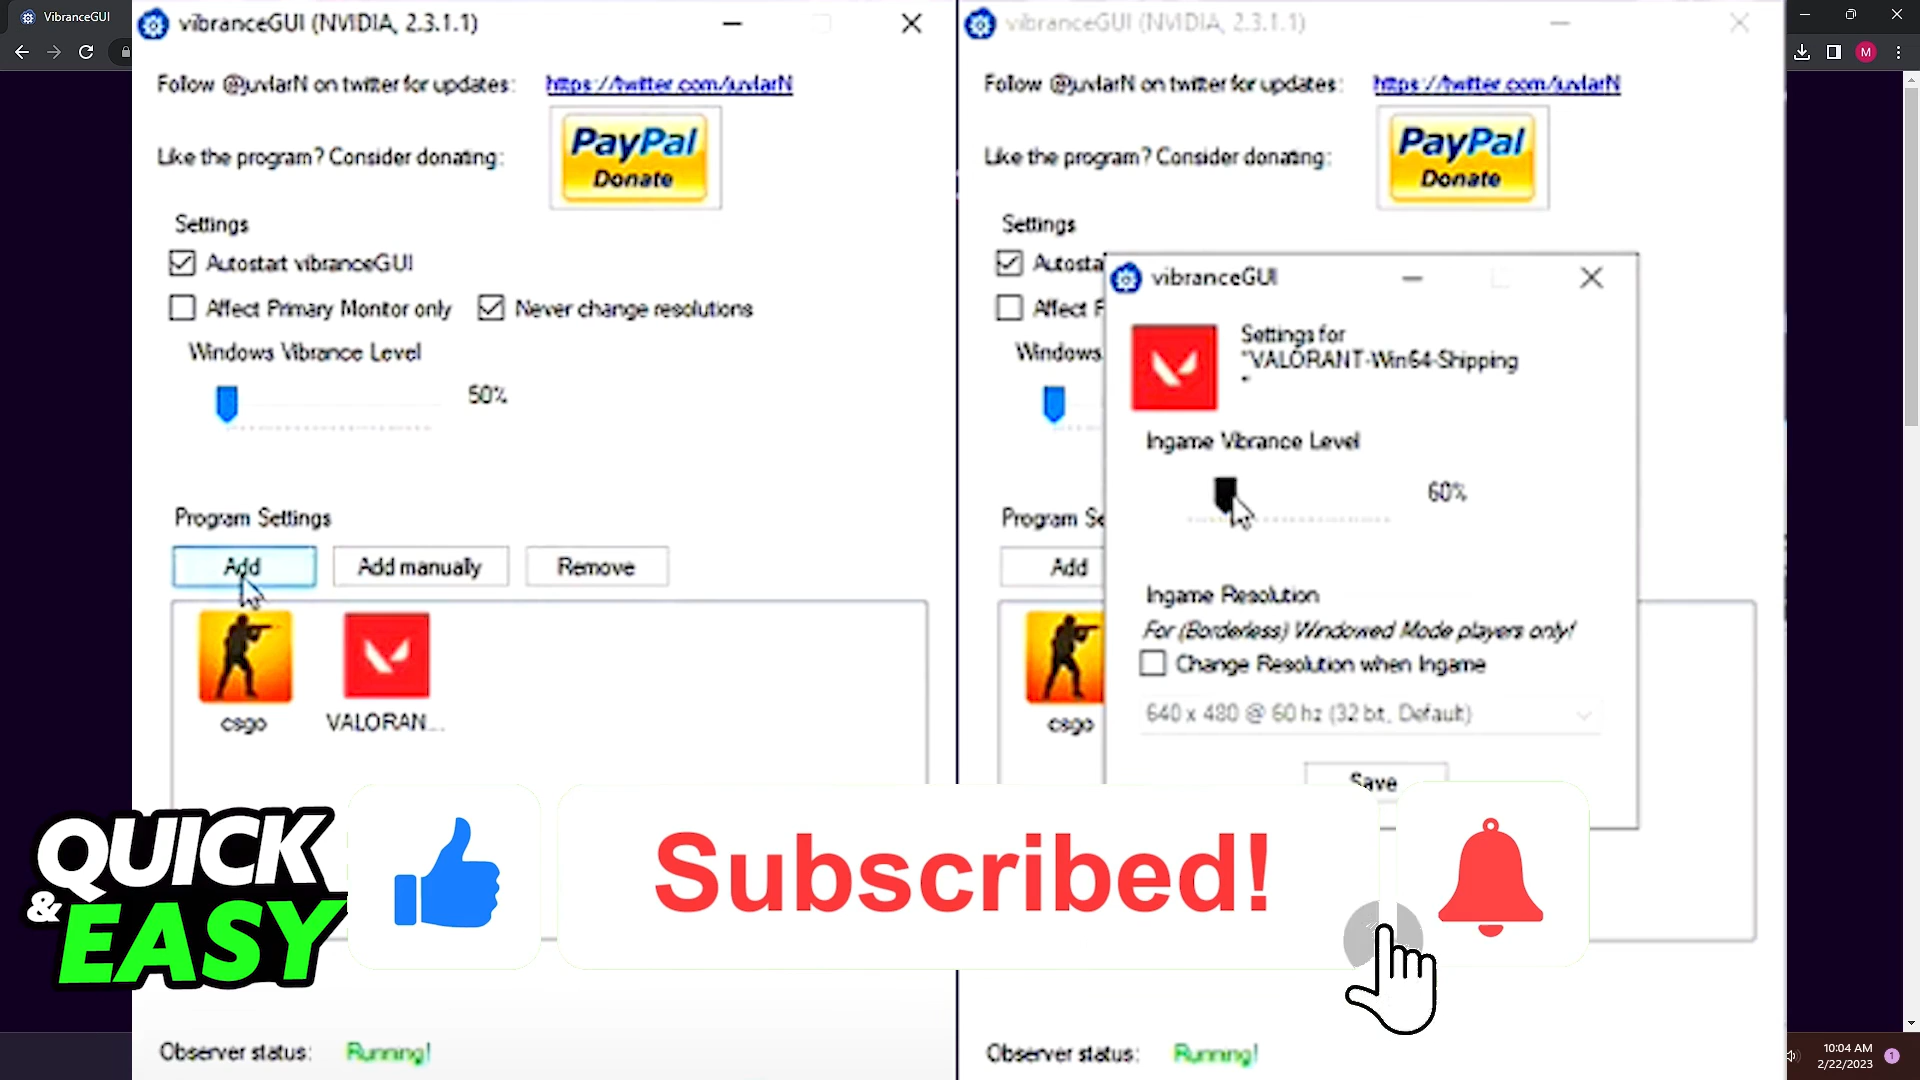 VibranceGUI
M
vibranceGUI (NVIDIA, 2.3.1.1)
Follow @juvlarN on twitter for updates: https://twitter.com/juvlarN
Like the program? Consider donating:
PayPal
Donate
Settings
Autostart vibranceGUI
Affect Primary Monitor only Never change resolutions
Windows Vibrance Level
50%
Program Settings
Add Add manually Remove
csgo VALORAN...
Observer status: Running!
vibranceGUI (NVIDIA, 2.3.1.1)
Follow @juvlarN on twitter for updates: https://twitter.com/juvlarN
Like the program? Consider donating:
PayPal
Donate
Settings
Autosta
Affect F
Windows
Program Se
Add
csgo
Observer status: Running!
vibranceGUI
Settings for
"VALORANT-Win64-Shipping
"
Ingame Vibrance Level
60%
Ingame Resolution
For (Borderless) Windowed Mode players only!
Change Resolution when Ingame
640 x 480 @ 60 hz (32 bit, Default)
Save
QUICK
& EASY
Subscribed!
10:04 AM
2/22/2023
1